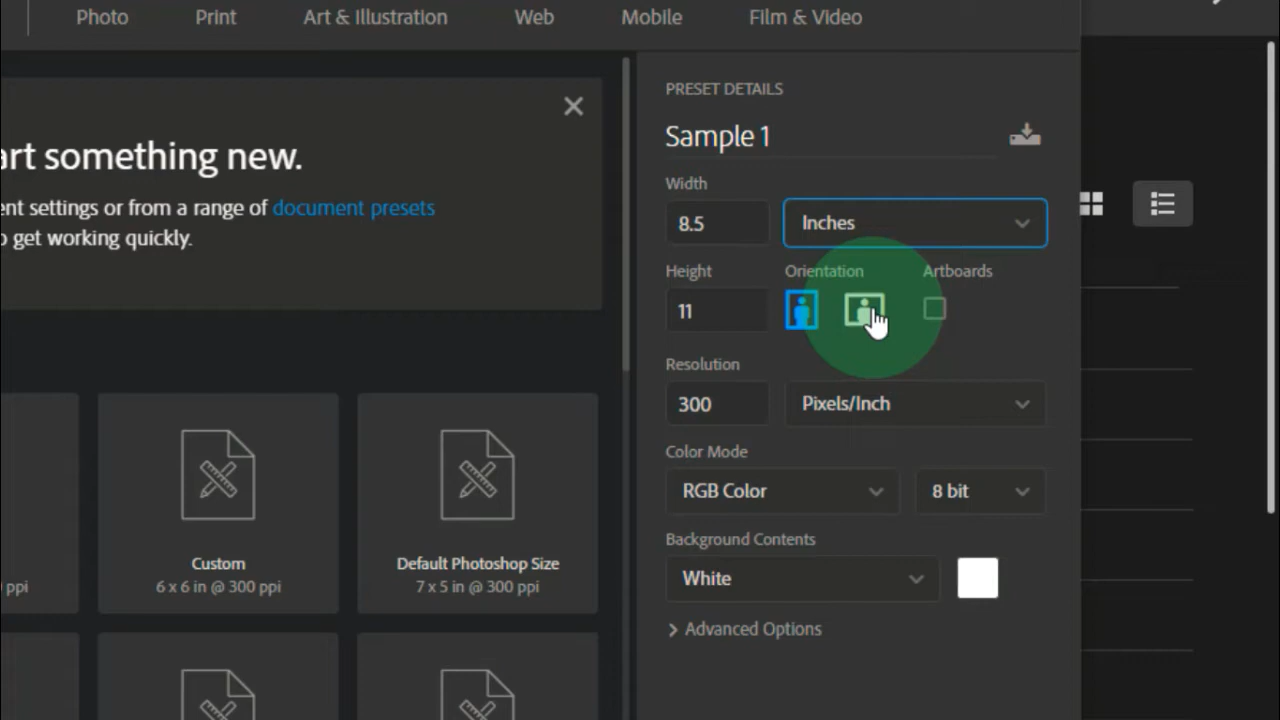 Photo Print Art & Illustration Web Mobile Film & Video
art something new.
ent settings or from a range of document presets
o get working quickly.
PRESET DETAILS
Sample 1
Width
8.5 Inches
Height Orientation Artboards
11
Resolution
300 Pixels/Inch
Color Mode
RGB Color 8 bit
Background Contents
White
Advanced Options
ppi
Custom
6 x 6 in @ 300 ppi
Default Photoshop Size
7 x 5 in @ 300 ppi